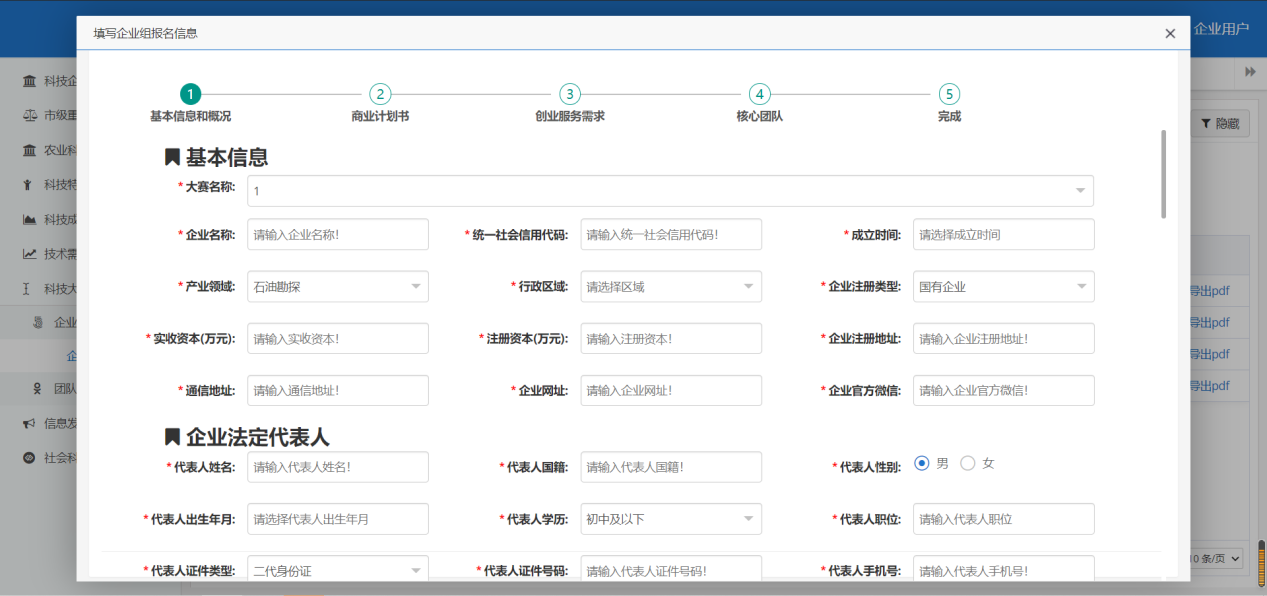 填写企业组报名信息
企业用户
科技企
市级重
农业科
科技特
科技成
技术需
科技大
企业
企
团队
信息发
社会科
1 2 3 4 5
基本信息和概况 商业计划书 创业服务需求 核心团队 完成
隐藏
基本信息
*大赛名称: 1
*企业名称: 请输入企业名称! *统一社会信用代码: 请输入统一社会信用代码! *成立时间: 请选择成立时间
*产业领域: 石油勘探 *行政区域: 请选择区域 *企业注册类型: 国有企业
导出pdf
*实收资本(万元): 请输入实收资本! *注册资本(万元): 请输入注册资本! *企业注册地址: 请输入企业注册地址!
导出pdf
导出pdf
*通信地址: 请输入通信地址! *企业网址: 请输入企业网址! *企业官方微信: 请输入企业官方微信!
导出pdf
企业法定代表人
*代表人姓名: 请输入代表人姓名! *代表人国籍: 请输入代表人国籍! *代表人性别: 男 女
*代表人出生年月: 请选择代表人出生年月 *代表人学历: 初中及以下 *代表人职位: 请输入代表人职位
*代表人证件类型: 二代身份证 *代表人证件号码: 请输入代表人证件号码! *代表人手机号: 请输入代表人手机号!
10 条/页